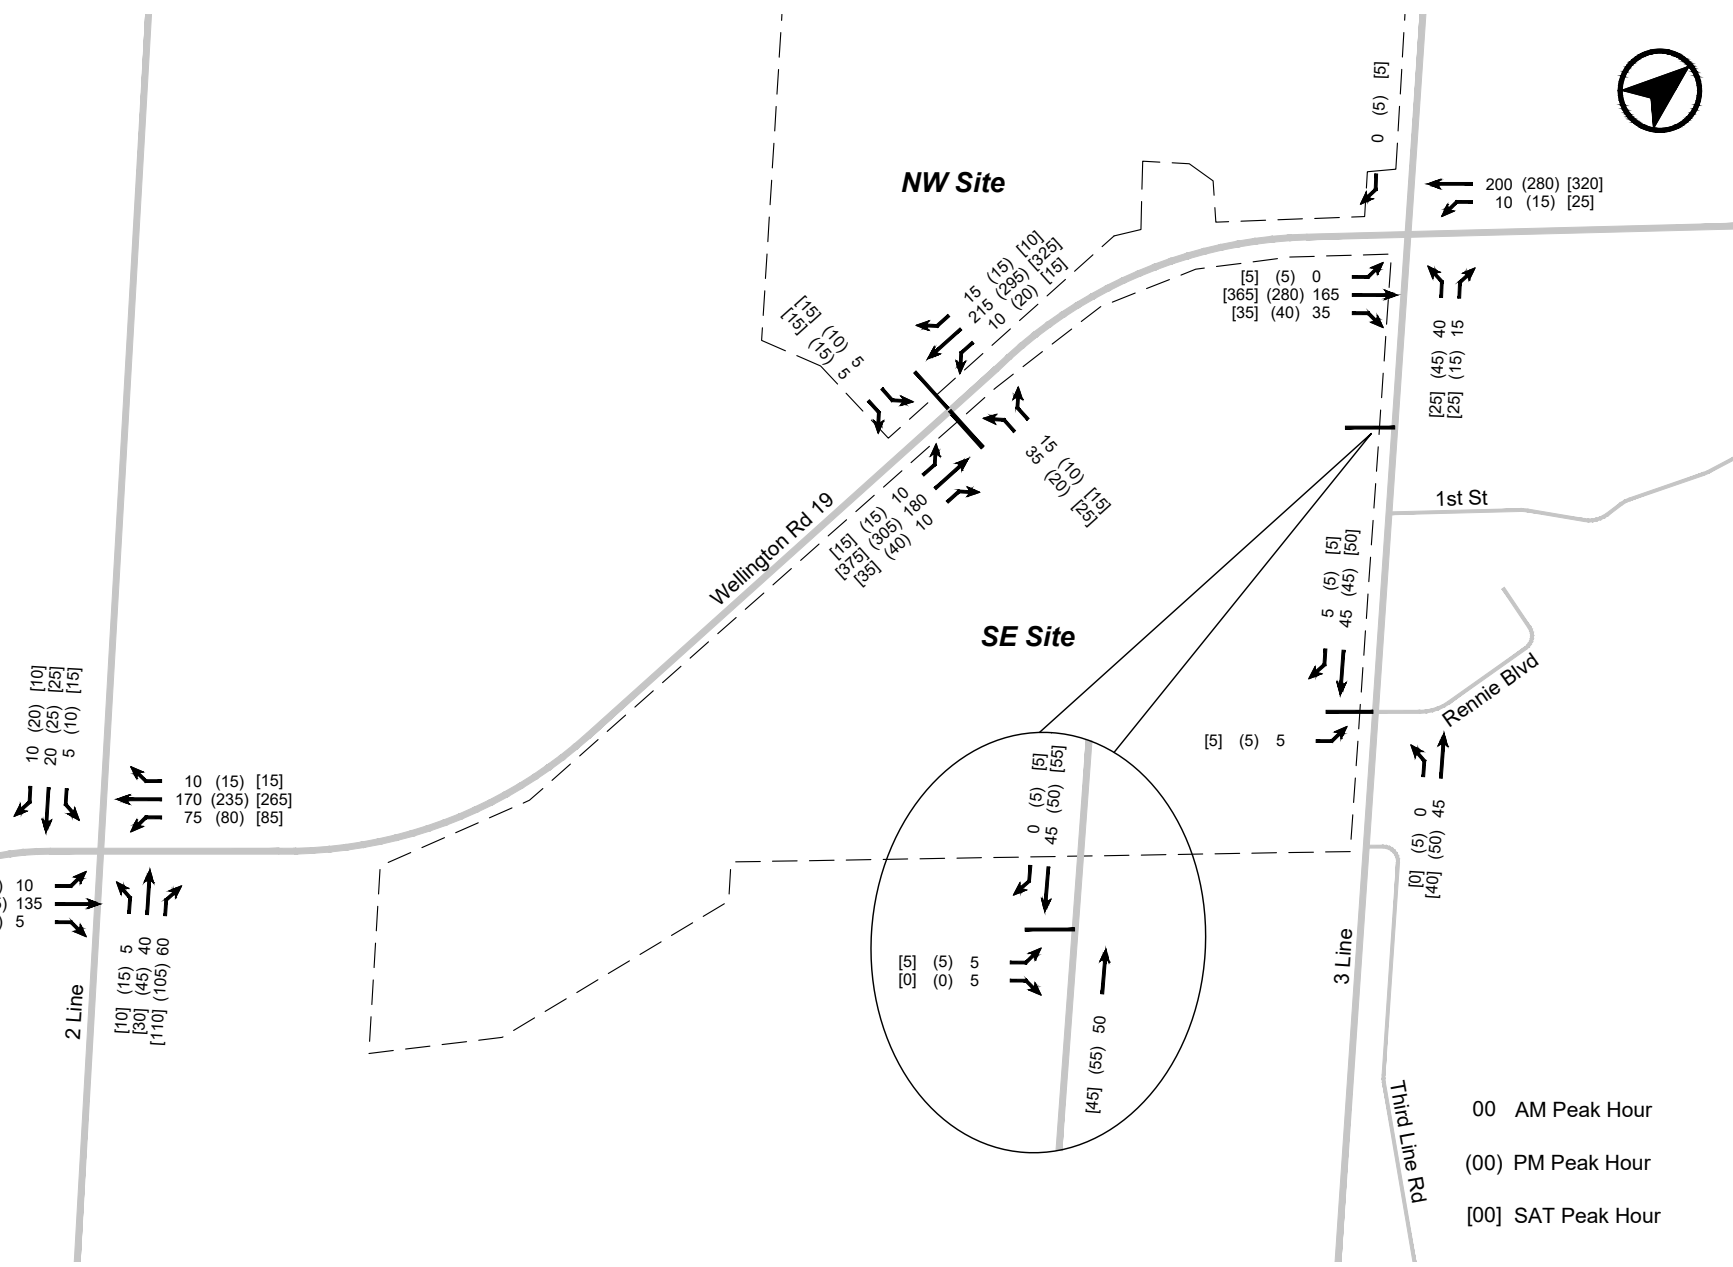 0 (5) [5]
NW Site
200 (280) [320]
10 (15) [25]
15 (15) [10]
215 (295) [325]
10 (20) [15]
[5] (5) 0
[365] (280) 165
[35] (40) 35
[15] (10) 5
[15] (15) 5
[25] (45) 40
[25] (15) 15
15 (10) [15]
35 (20) [25]
[15] (15) 10
[375] (305) 180
[35] (40) 10
Wellington Rd 19
1st St
5 (5) [5]
45 (45) [50]
SE Site
Rennie Blvd
10 (20) [10]
20 (25) [25]
5 (10) [15]
[5] (5) 5
10 (15) [15]
170 (235) [265]
75 (80) [85]
0 (5) [5]
45 (50) [55]
[0] (5) 0
[40] (50) 45
10
135
5
[10] (15) 5
[30] (45) 40
[110] (105) 60
[5] (5) 5
[0] (0) 5
3 Line
2 Line
[45] (55) 50
Third Line Rd
00 AM Peak Hour
(00) PM Peak Hour
[00] SAT Peak Hour